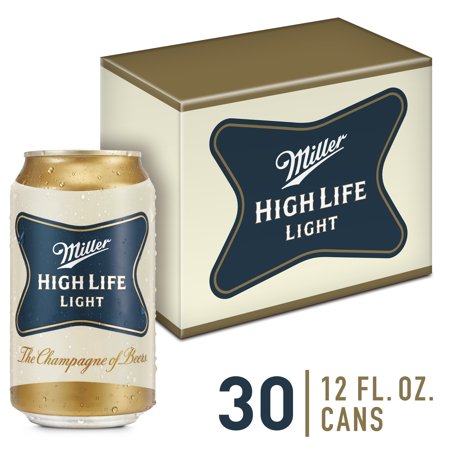 Miller
HIGH LIFE
LIGHT
Miller
HIGH LIFE
LIGHT
The Champagne of Beers
30
12 FL. OZ.
CANS